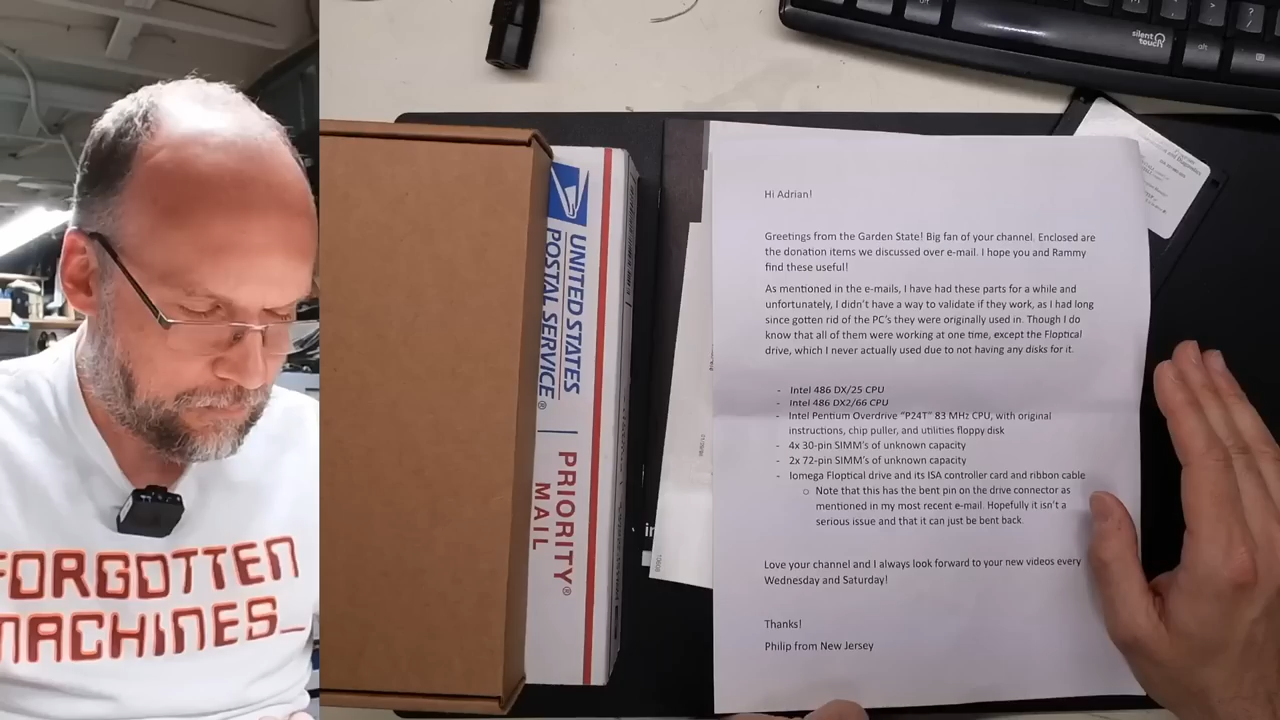 FORGOTTEN
MACHINES_
UNITED STATES
POSTAL SERVICE®
PRIORITY®
MAIL
silent
touch
alt
Hi Adrian!
Greetings from the Garden State! Big fan of your channel. Enclosed are
the donation items we discussed over e-mail. I hope you and Rammy
find these useful!
As mentioned in the e-mails, I have had these parts for a while and
unfortunately, I didn't have a way to validate if they work, as I had long
since gotten rid of the PC's they were originally used in. Though I do
know that all of them were working at one time, except the Floptical
drive, which I never actually used due to not having any disks for it.
- Intel 486 DX/25 CPU
- Intel 486 DX2/66 CPU
- Intel Pentium Overdrive "P24T" 83 MHz CPU, with original
instructions, chip puller, and utilities floppy disk
- 4x 30-pin SIMM's of unknown capacity
- 2x 72-pin SIMM's of unknown capacity
- Iomega Floptical drive and its ISA controller card and ribbon cable
o Note that this has the bent pin on the drive connector as
mentioned in my most recent e-mail. Hopefully it isn't a
serious issue and that it can just be bent back.
Love your channel and I always look forward to your new videos every
Wednesday and Saturday!
Thanks!
Philip from New Jersey